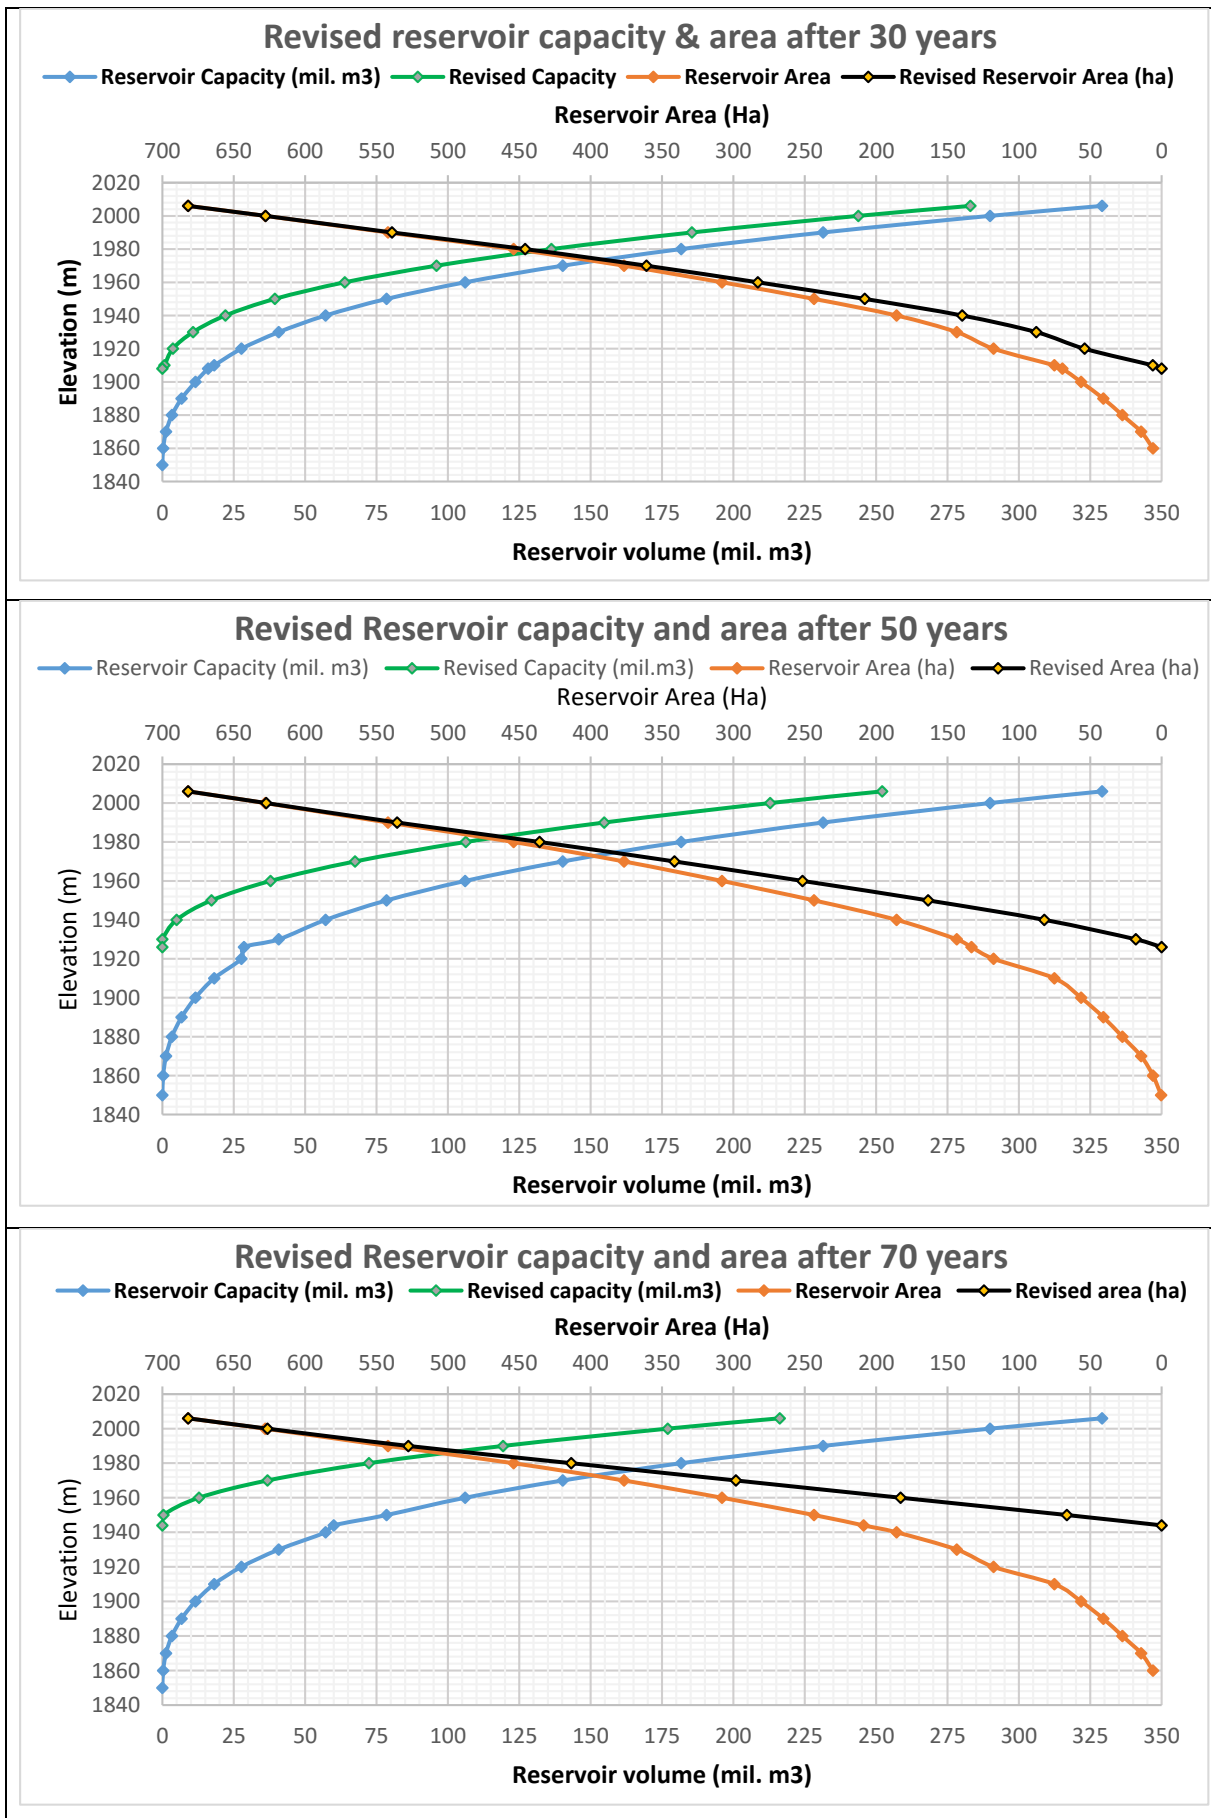 Revised reservoir capacity & area after 30 years
Reservoir Capacity (mil. m3) Revised Capacity Reservoir Area Revised Reservoir Area (ha)
Reservoir Area (Ha)
700 650 600 550 500 450 400 350 300 250 200 150 100 50 0
2020
2000
1980
1960
1940
1920
1900
1880
1860
1840
Elevation (m)
0 25 50 75 100 125 150 175 200 225 250 275 300 325 350
Reservoir volume (mil. m3)
Revised Reservoir capacity and area after 50 years
Reservoir Capacity (mil. m3) Revised Capacity (mil.m3) Reservoir Area (ha) Revised Area (ha)
Reservoir Area (Ha)
700 650 600 550 500 450 400 350 300 250 200 150 100 50 0
2020
2000
1980
1960
1940
1920
1900
1880
1860
1840
Elevation (m)
0 25 50 75 100 125 150 175 200 225 250 275 300 325 350
Reservoir volume (mil. m3)
Revised Reservoir capacity and area after 70 years
Reservoir Capacity (mil. m3) Revised capacity (mil.m3) Reservoir Area Revised area (ha)
Reservoir Area (Ha)
700 650 600 550 500 450 400 350 300 250 200 150 100 50 0
2020
2000
1980
1960
1940
1920
1900
1880
1860
1840
Elevation (m)
0 25 50 75 100 125 150 175 200 225 250 275 300 325 350
Reservoir volume (mil. m3)